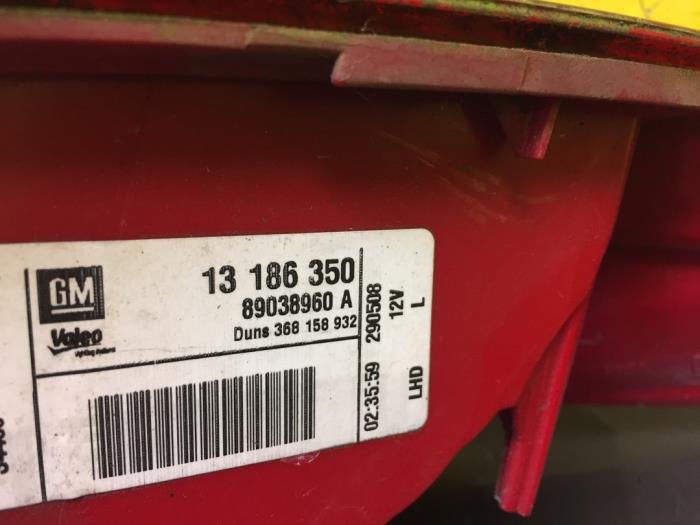 GM
Valeo
13 186 350
89038960 A
Duns 368 158 932
02:35:59 290508
12V
LHD L